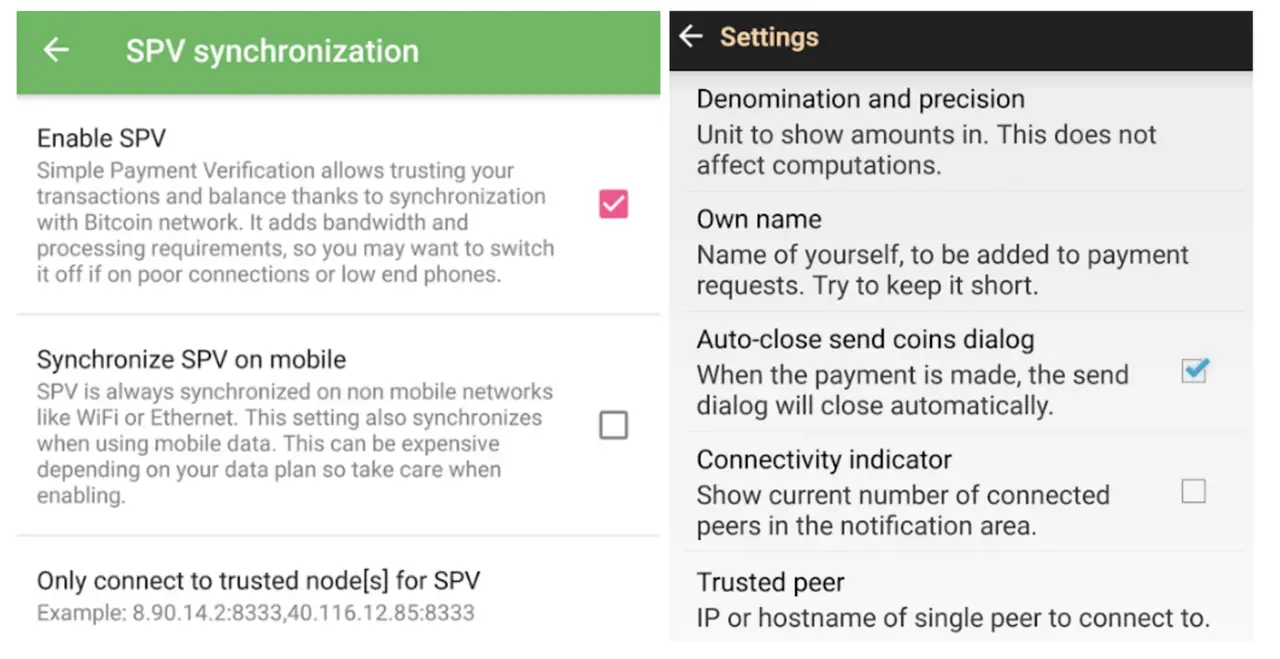 SPV synchronization
Enable SPV
Simple Payment Verification allows trusting your
transactions and balance thanks to synchronization
with Bitcoin network. It adds bandwidth and
processing requirements, so you may want to switch
it off if on poor connections or low end phones.
Synchronize SPV on mobile
SPV is always synchronized on non mobile networks
like WiFi or Ethernet. This setting also synchronizes
when using mobile data. This can be expensive
depending on your data plan so take care when
enabling.
Only connect to trusted node[s] for SPV
Example: 8.90.14.2:8333,40.116.12.85:8333
Settings
Denomination and precision
Unit to show amounts in. This does not
affect computations.
Own name
Name of yourself, to be added to payment
requests. Try to keep it short.
Auto-close send coins dialog
When the payment is made, the send
dialog will close automatically.
Connectivity indicator
Show current number of connected
peers in the notification area.
Trusted peer
IP or hostname of single peer to connect to.